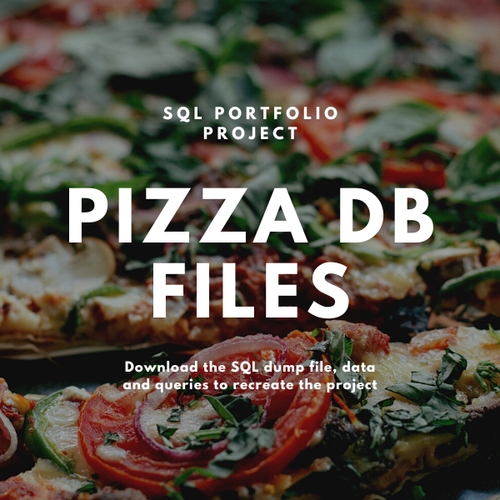 SQL PORTFOLIO
PROJECT
PIZZA DB
FILES
Download the SQL dump file, data
and queries to recreate the project